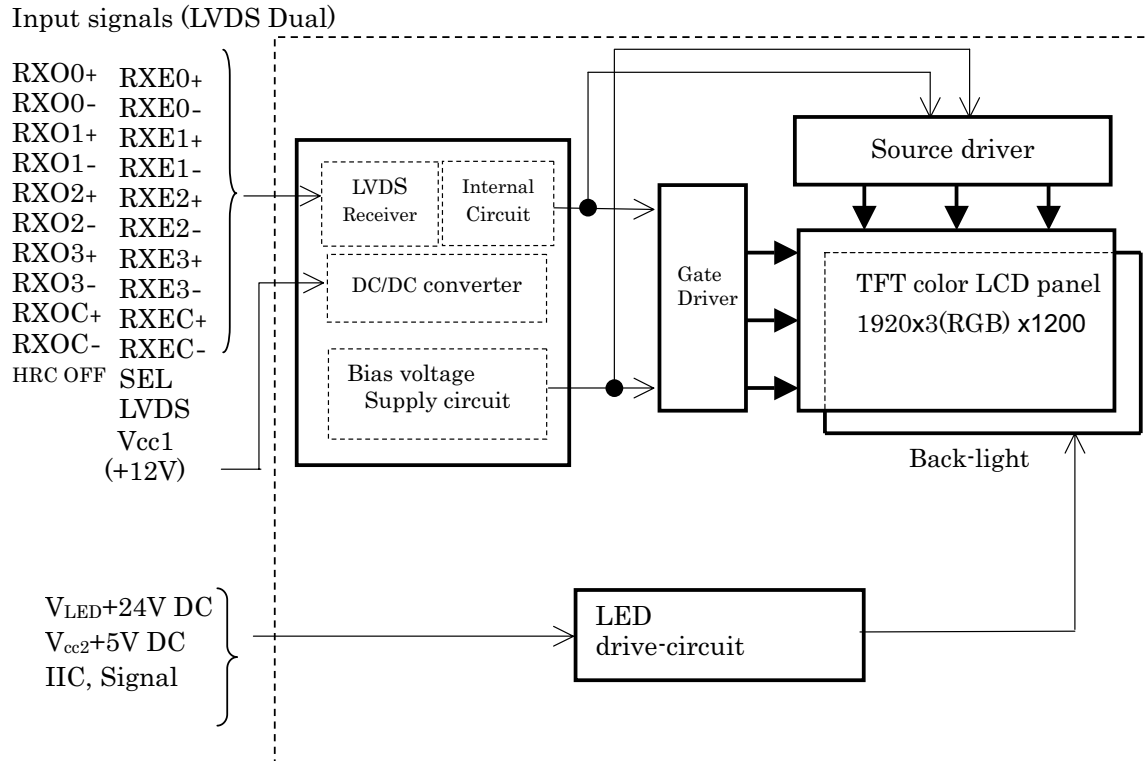 Input signals (LVDS Dual)
RXO0+
RXO0-
RXO1+
RXO1-
RXO2+
RXO2-
RXO3+
RXO3-
RXOC+
RXOC-
HRC OFF
RXE0+
RXE0-
RXE1+
RXE1-
RXE2+
RXE2-
RXE3+
RXE3-
RXEC+
RXEC-
SEL
LVDS
Vcc1
(+12V)
LVDS
Receiver
Internal
Circuit
DC/DC converter
Bias voltage
Supply circuit
Gate
Driver
Source driver
TFT color LCD panel
1920x3(RGB) x1200
Back-light
VLED+24V DC
Vcc2+5V DC
IIC, Signal
LED
drive-circuit